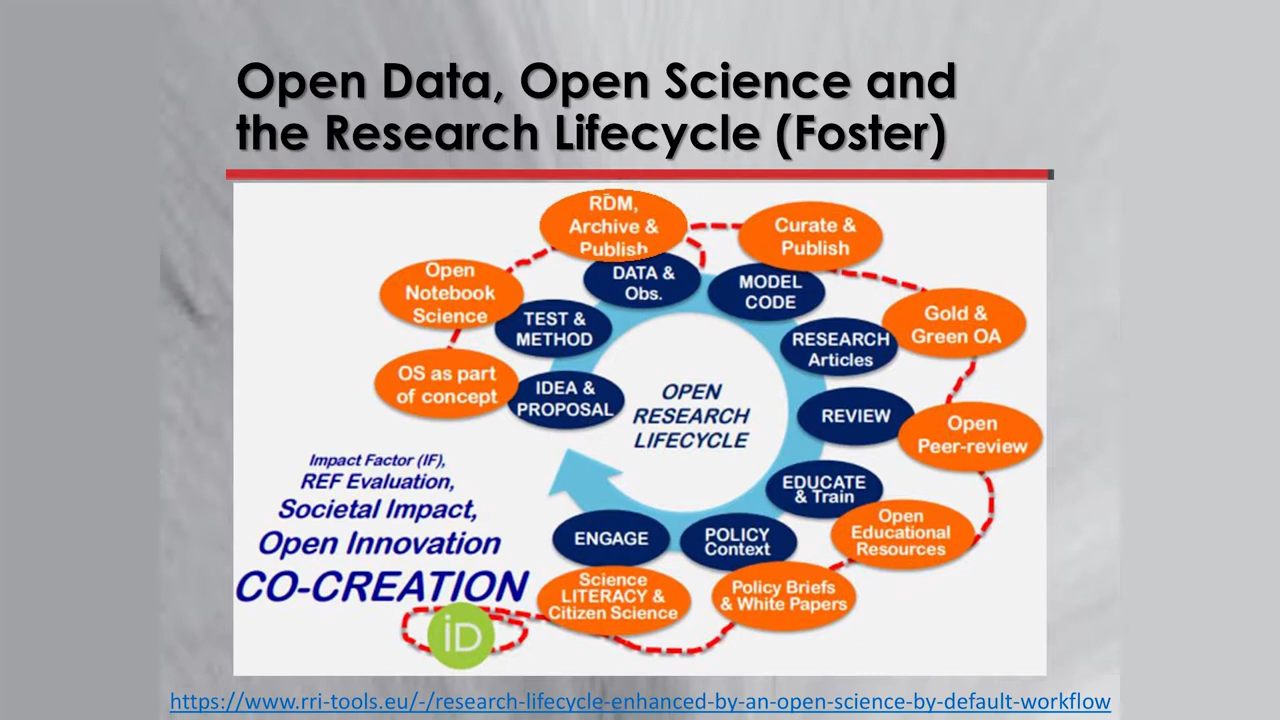 Open Data, Open Science and
the Research Lifecycle (Foster)
RDM,
Archive &
Publish
Curate &
Publish
Open
Notebook
Science
DATA &
Obs.
MODEL
CODE
Gold &
Green OA
TEST &
METHOD
RESEARCH
Articles
OS as part
of concept
IDEA &
PROPOSAL
OPEN
RESEARCH
LIFECYCLE
REVIEW
Open
Peer-review
Impact Factor (IF),
REF Evaluation,
Societal Impact,
Open Innovation
CO-CREATION
EDUCATE
& Train
Open
Educational
Resources
ENGAGE
POLICY
Context
Science
LITERACY &
Citizen Science
Policy Briefs
& White Papers
iD
https://www.rri-tools.eu/-/research-lifecycle-enhanced-by-an-open-science-by-default-workflow